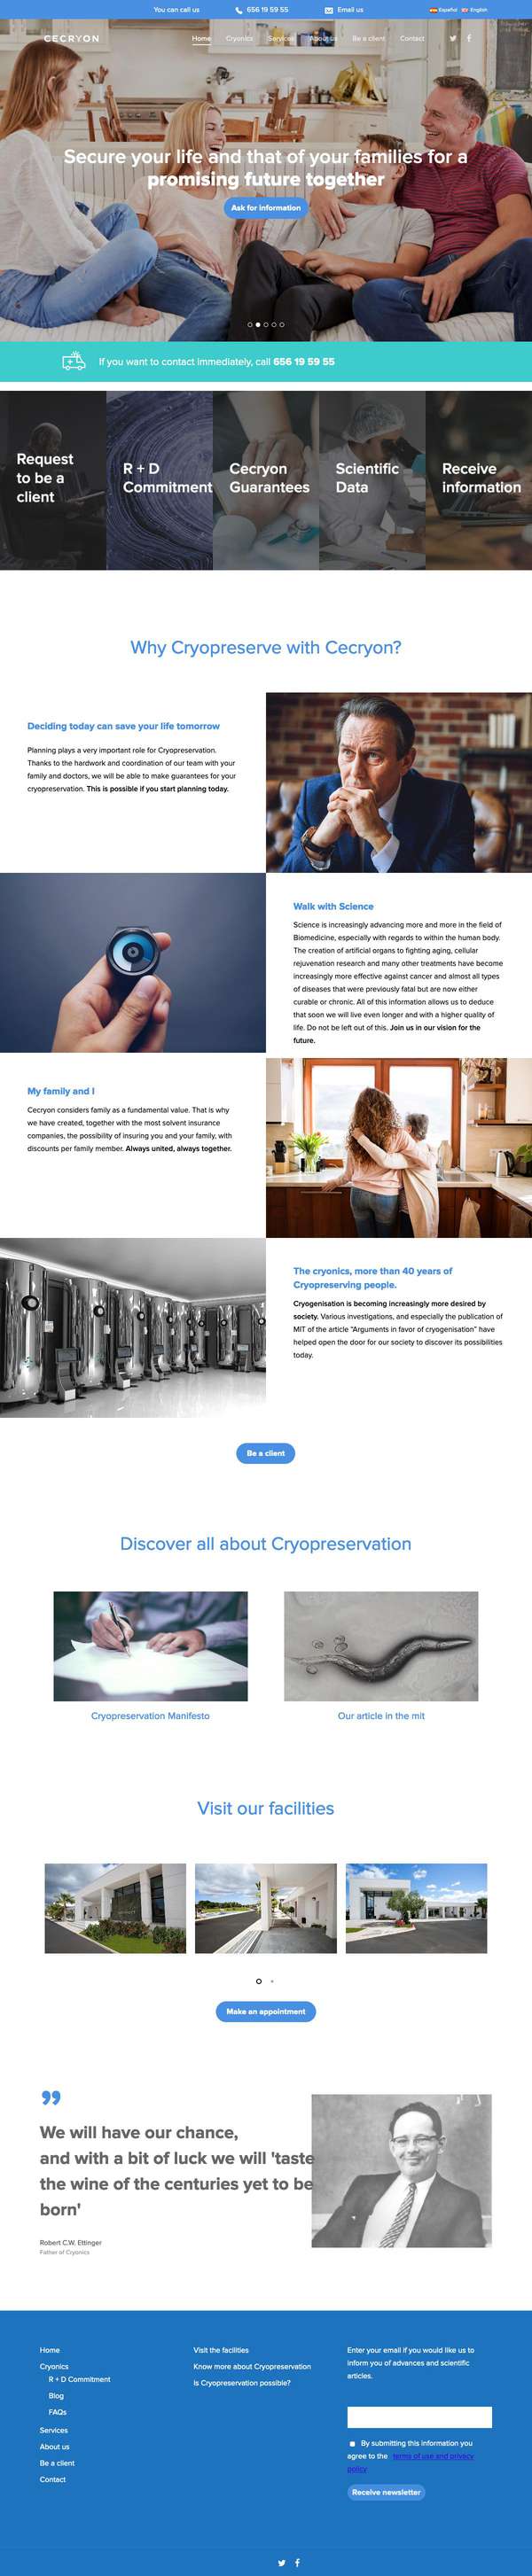 You can call us
656 19 59 55
Email us
Español
English
CECRYON
Home
Cryonics
Services
About us
Be a client
Contact
Secure your life and that of your families for a
promising future together
Ask for information
If you want to contact immediately, call 656 19 59 55
Request
to be a
client
R + D
Commitment
Cecryon
Guarantees
Scientific
Data
Receive
information
Why Cryopreserve with Cecryon?
Deciding today can save your life tomorrow
Planning plays a very important role for Cryopreservation.
Thanks to the hardwork and coordination of our team with your
family and doctors, we will be able to make guarantees for your
cryopreservation. This is possible if you start planning today.
Walk with Science
Science is increasingly advancing more and more in the field of
Biomedicine, especially with regards to within the human body.
The creation of artificial organs to fighting aging, cellular
rejuvenation research and many other treatments have become
increasingly more effective against cancer and almost all types
of diseases that were previously fatal but are now either
curable or chronic. All of this information allows us to deduce
that soon we will live even longer and with a higher quality of
life. Do not be left out of this. Join us in our vision for the
future.
My family and I
Cecryon considers family as a fundamental value. That is why
we have created, together with the most solvent insurance
companies, the possibility of insuring you and your family, with
discounts per family member. Always united, always together.
The cryonics, more than 40 years of
Cryopreserving people.
Cryogenisation is becoming increasingly more desired by
society. Various investigations, and especially the publication of
MIT of the article "Arguments in favor of cryogenisation" have
helped open the door for our society to discover its possibilities
today.
Be a client
Discover all about Cryopreservation
Cryopreservation Manifesto
Our article in the mit
Visit our facilities
Make an appointment
We will have our chance,
and with a bit of luck we will 'taste
the wine of the centuries yet to be
born'
Robert C.W. Ettinger
Father of Cryonics
Home
Cryonics
R + D Commitment
Blog
FAQs
Services
About us
Be a client
Contact
Visit the facilities
Know more about Cryopreservation
Is Cryopreservation possible?
Enter your email if you would like us to
inform you of advances and scientific
articles.
By submitting this information you
agree to the terms of use and privacy
policy
Receive newsletter